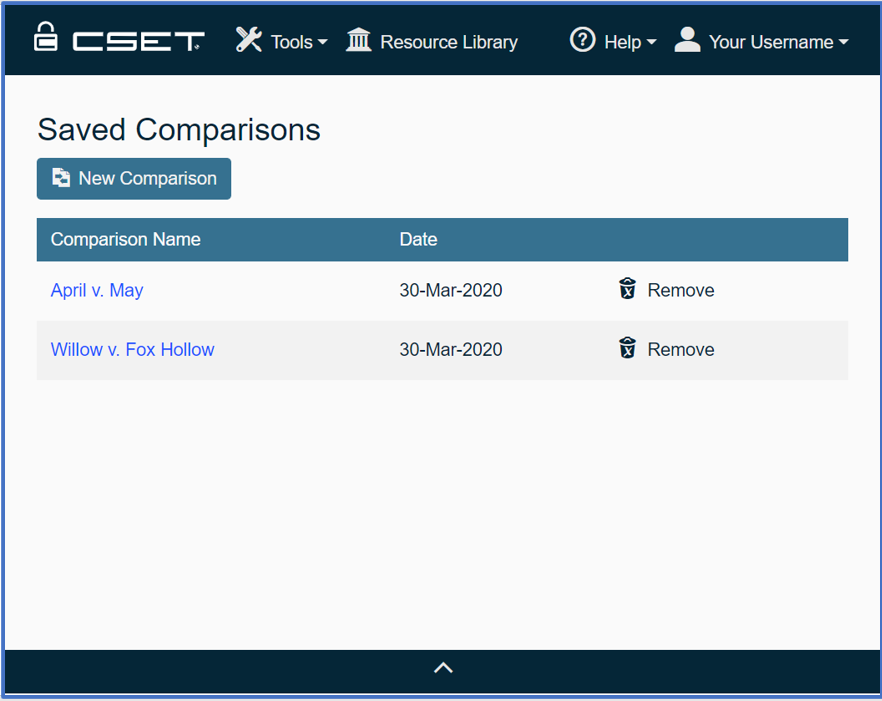 CSET Tools Resource Library Help Your Username
Saved Comparisons
New Comparison
Comparison Name Date
April v. May 30-Mar-2020 Remove
Willow v. Fox Hollow 30-Mar-2020 Remove